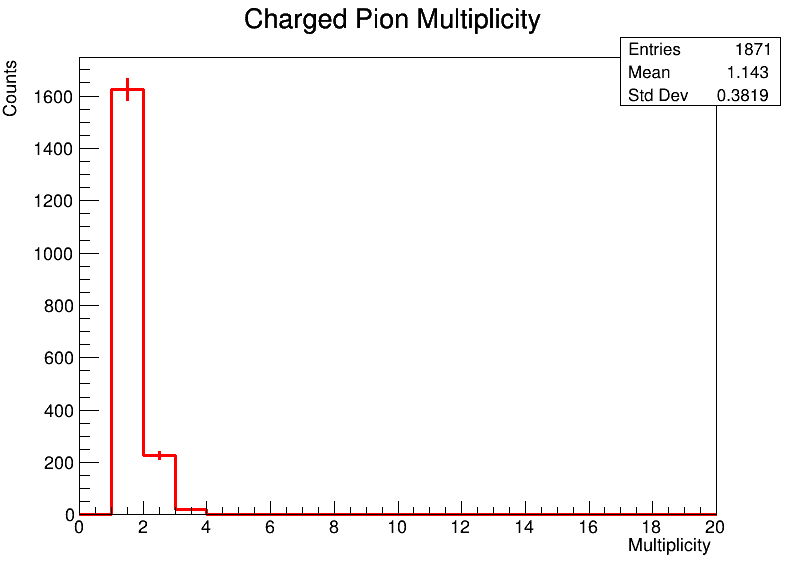 Charged Pion Multiplicity
Entries 1871
Mean 1.143
Std Dev 0.3819
Counts
1600
1400
1200
1000
800
600
400
200
0
0 2 4 6 8 10 12 14 16 18 20
Multiplicity